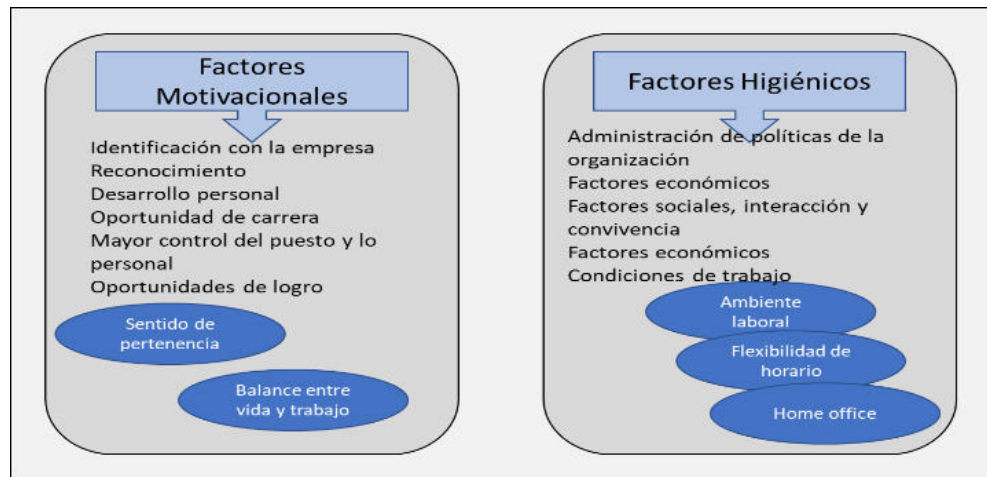 Factores
Motivacionales
Identificación con la empresa
Reconocimiento
Desarrollo personal
Oportunidad de carrera
Mayor control del puesto y lo
personal
Oportunidades de logro
Sentido de
pertenencia
Balance entre
vida y trabajo
Factores Higiénicos
Administración de políticas de la
organización
Factores económicos
Factores sociales, interacción y
convivencia
Factores económicos
Condiciones de trabajo
Ambiente
laboral
Flexibilidad de
horario
Home office